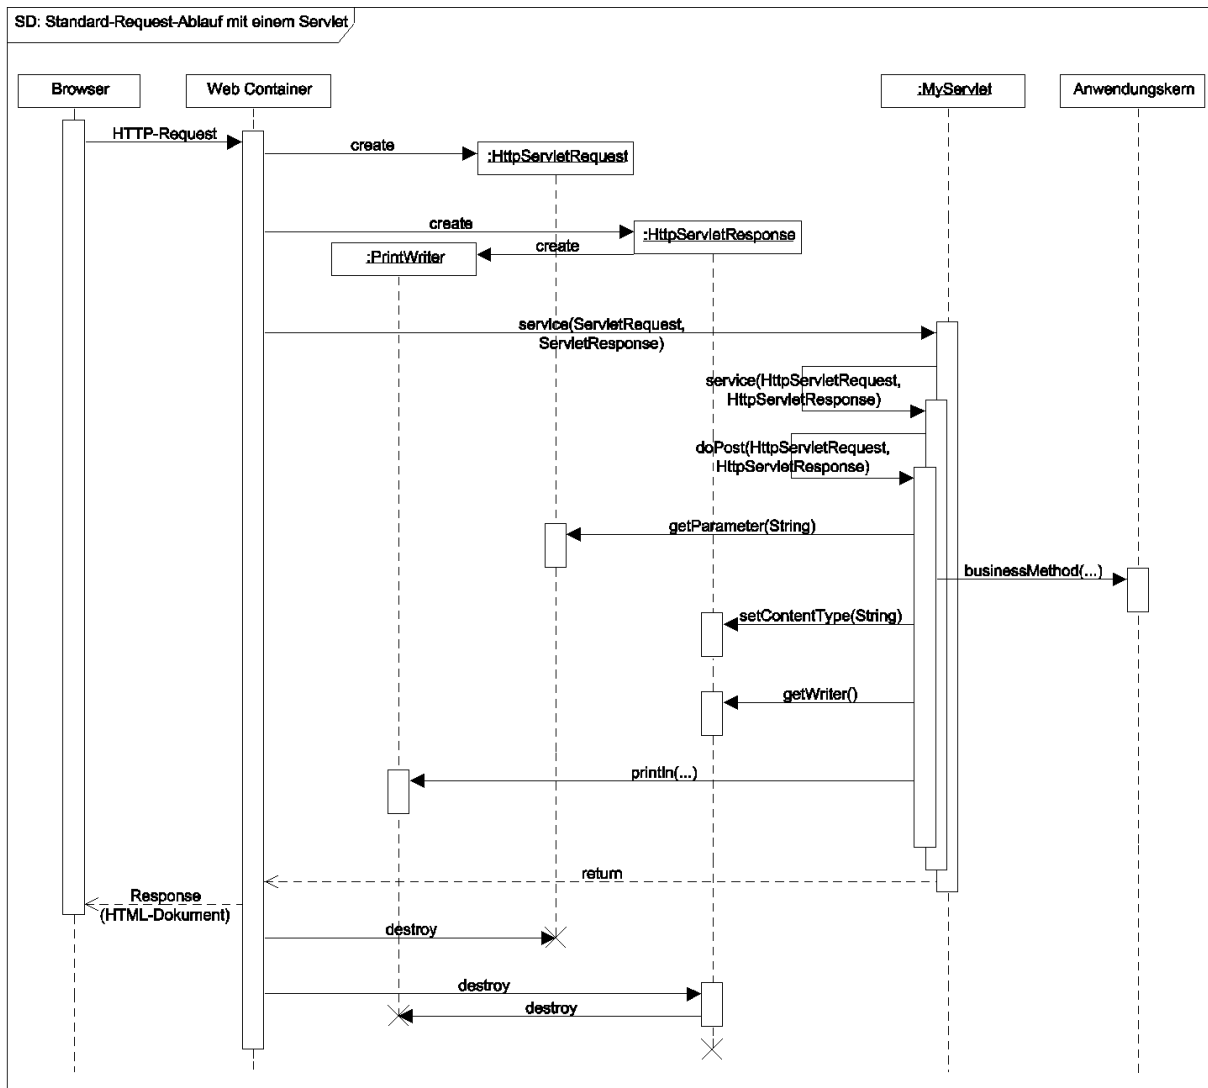 SD: Standard-Request-Ablauf mit einem Servlet
Browser
Web Container
:MyServlet
Anwendungskern
HTTP-Request
create
:HttpServletRequest
create
:HttpServletResponse
create
:PrintWriter
service(ServletRequest,
ServletResponse)
service(HttpServletRequest,
HttpServletResponse)
doPost(HttpServletRequest,
HttpServletResponse)
getParameter(String)
businessMethod(...)
setContentType(String)
getWriter()
println(...)
return
Response
(HTML-Dokument)
destroy
destroy
destroy